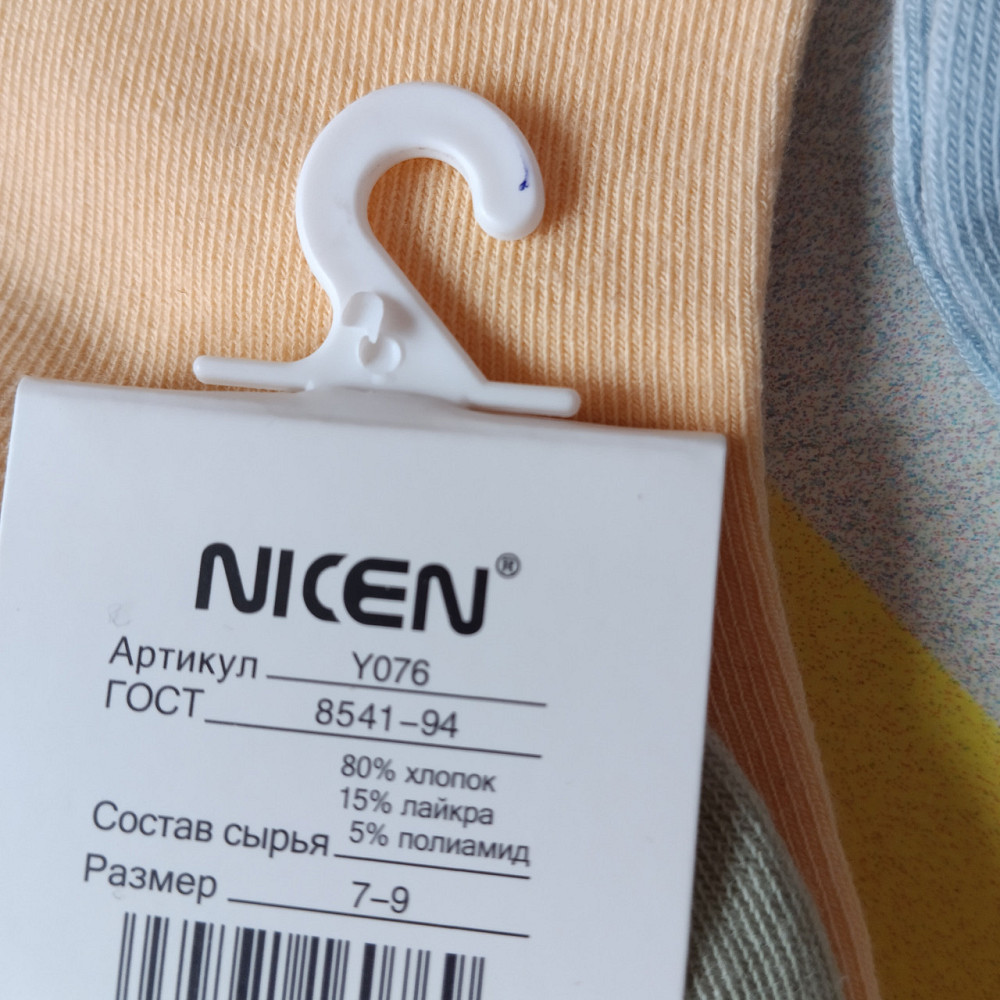 NICEN®
Артикул Y076
ГОСТ 8541–94
80% хлопок
15% лайкра
Состав сырья 5% полиамид
Размер 7–9